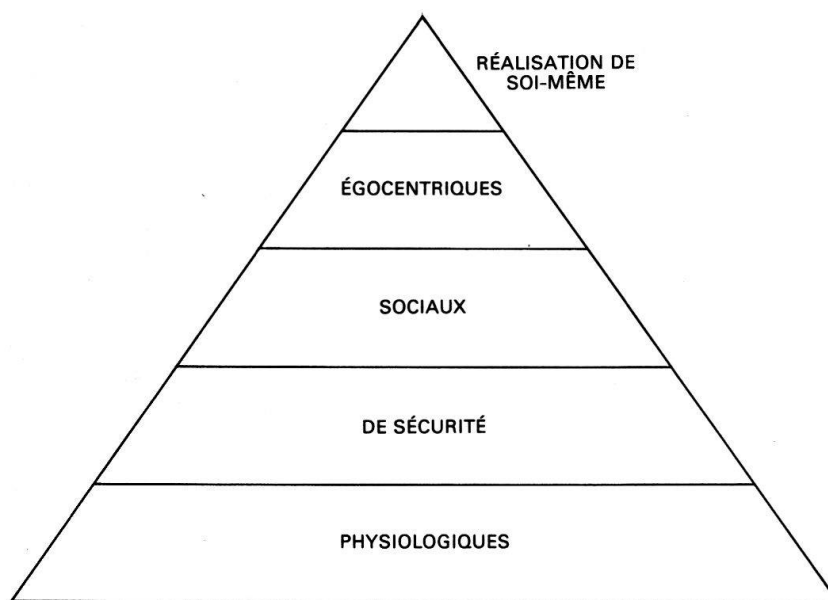 RÉALISATION DE
SOI-MÊME
ÉGOCENTRIQUES
SOCIAUX
DE SÉCURITÉ
PHYSIOLOGIQUES